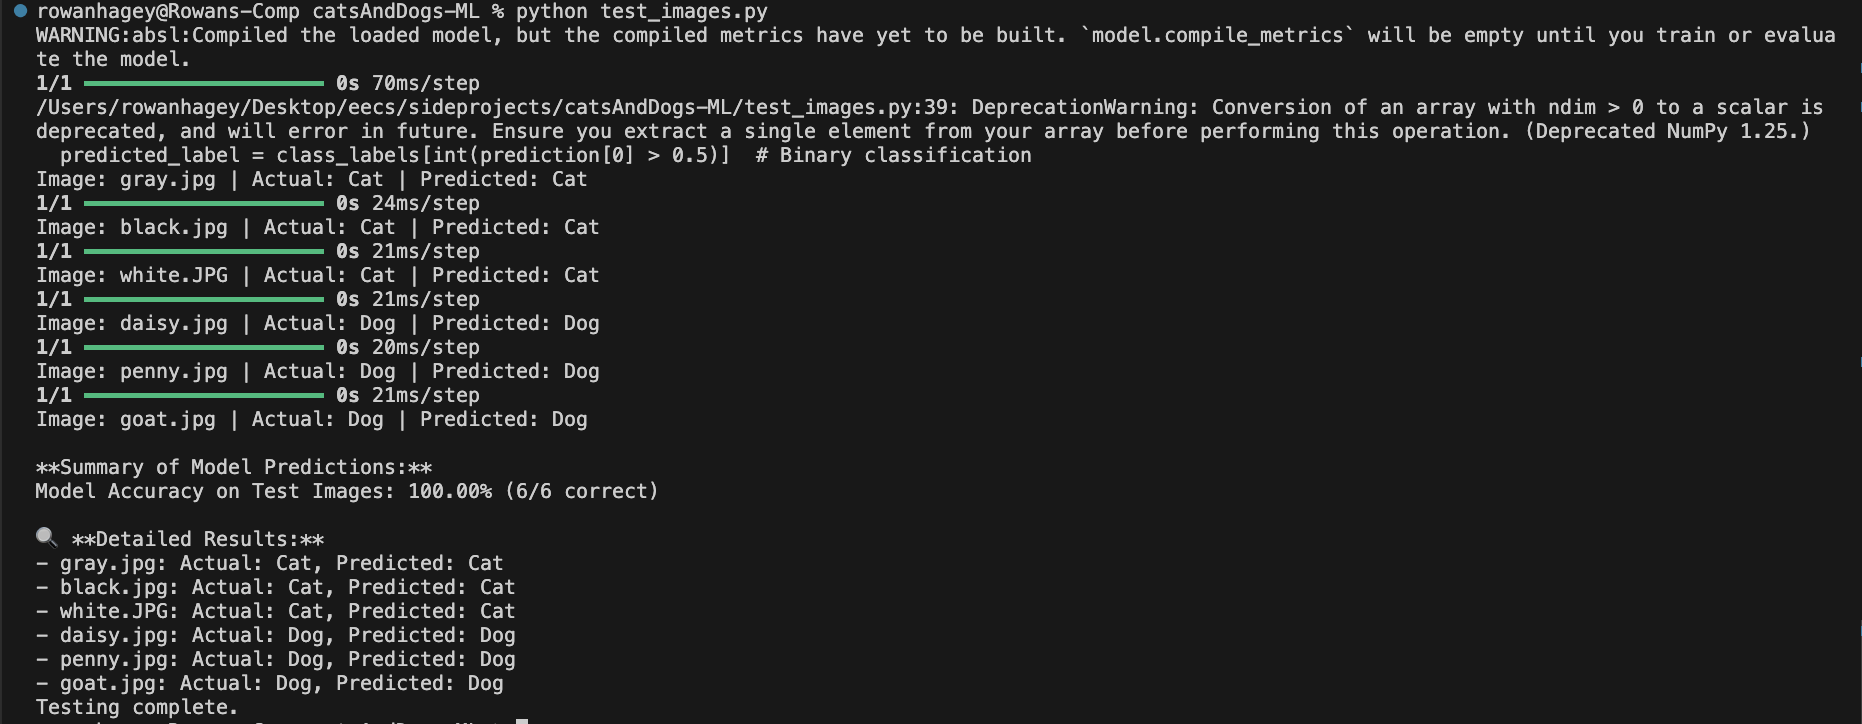 rowanhagey@Rowans-Comp catsAndDogs-ML % python test_images.py
WARNING:absl:Compiled the loaded model, but the compiled metrics have yet to be built. `model.compile_metrics` will be empty until you train or evalua
te the model.
1/1 ━━━━━━━━━━━━━━━━━━━━ 0s 70ms/step
/Users/rowanhagey/Desktop/eecs/sideprojects/catsAndDogs-ML/test_images.py:39: DeprecationWarning: Conversion of an array with ndim > 0 to a scalar is
deprecated, and will error in future. Ensure you extract a single element from your array before performing this operation. (Deprecated NumPy 1.25.)
  predicted_label = class_labels[int(prediction[0] > 0.5)]  # Binary classification
Image: gray.jpg | Actual: Cat | Predicted: Cat
1/1 ━━━━━━━━━━━━━━━━━━━━ 0s 24ms/step
Image: black.jpg | Actual: Cat | Predicted: Cat
1/1 ━━━━━━━━━━━━━━━━━━━━ 0s 21ms/step
Image: white.JPG | Actual: Cat | Predicted: Cat
1/1 ━━━━━━━━━━━━━━━━━━━━ 0s 21ms/step
Image: daisy.jpg | Actual: Dog | Predicted: Dog
1/1 ━━━━━━━━━━━━━━━━━━━━ 0s 20ms/step
Image: penny.jpg | Actual: Dog | Predicted: Dog
1/1 ━━━━━━━━━━━━━━━━━━━━ 0s 21ms/step
Image: goat.jpg | Actual: Dog | Predicted: Dog
**Summary of Model Predictions:**
Model Accuracy on Test Images: 100.00% (6/6 correct)
🔍 **Detailed Results:**
- gray.jpg: Actual: Cat, Predicted: Cat
- black.jpg: Actual: Cat, Predicted: Cat
- white.JPG: Actual: Cat, Predicted: Cat
- daisy.jpg: Actual: Dog, Predicted: Dog
- penny.jpg: Actual: Dog, Predicted: Dog
- goat.jpg: Actual: Dog, Predicted: Dog
Testing complete.